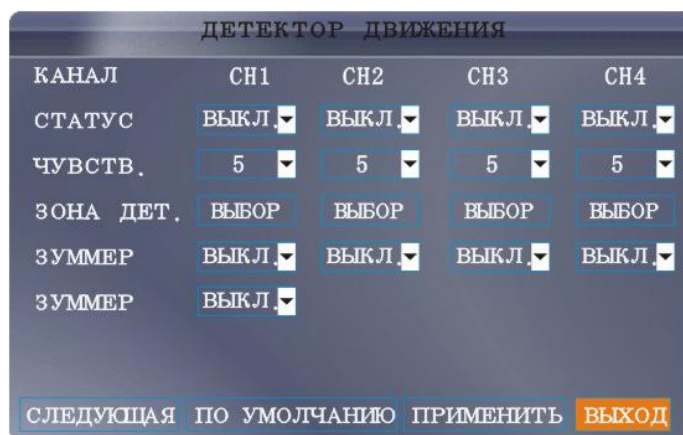 ДЕТЕКТОР ДВИЖЕНИЯ
КАНАЛ CH1 CH2 CH3 CH4
СТАТУС ВЫКЛ. ВЫКЛ. ВЫКЛ. ВЫКЛ.
ЧУВСТВ. 5 5 5 5
ЗОНА ДЕТ. ВЫБОР ВЫБОР ВЫБОР ВЫБОР
ЗУММЕР ВЫКЛ. ВЫКЛ. ВЫКЛ. ВЫКЛ.
ЗУММЕР ВЫКЛ.
СЛЕДУЮЩАЯ ПО УМОЛЧАНИЮ ПРИМЕНИТЬ ВЫХОД